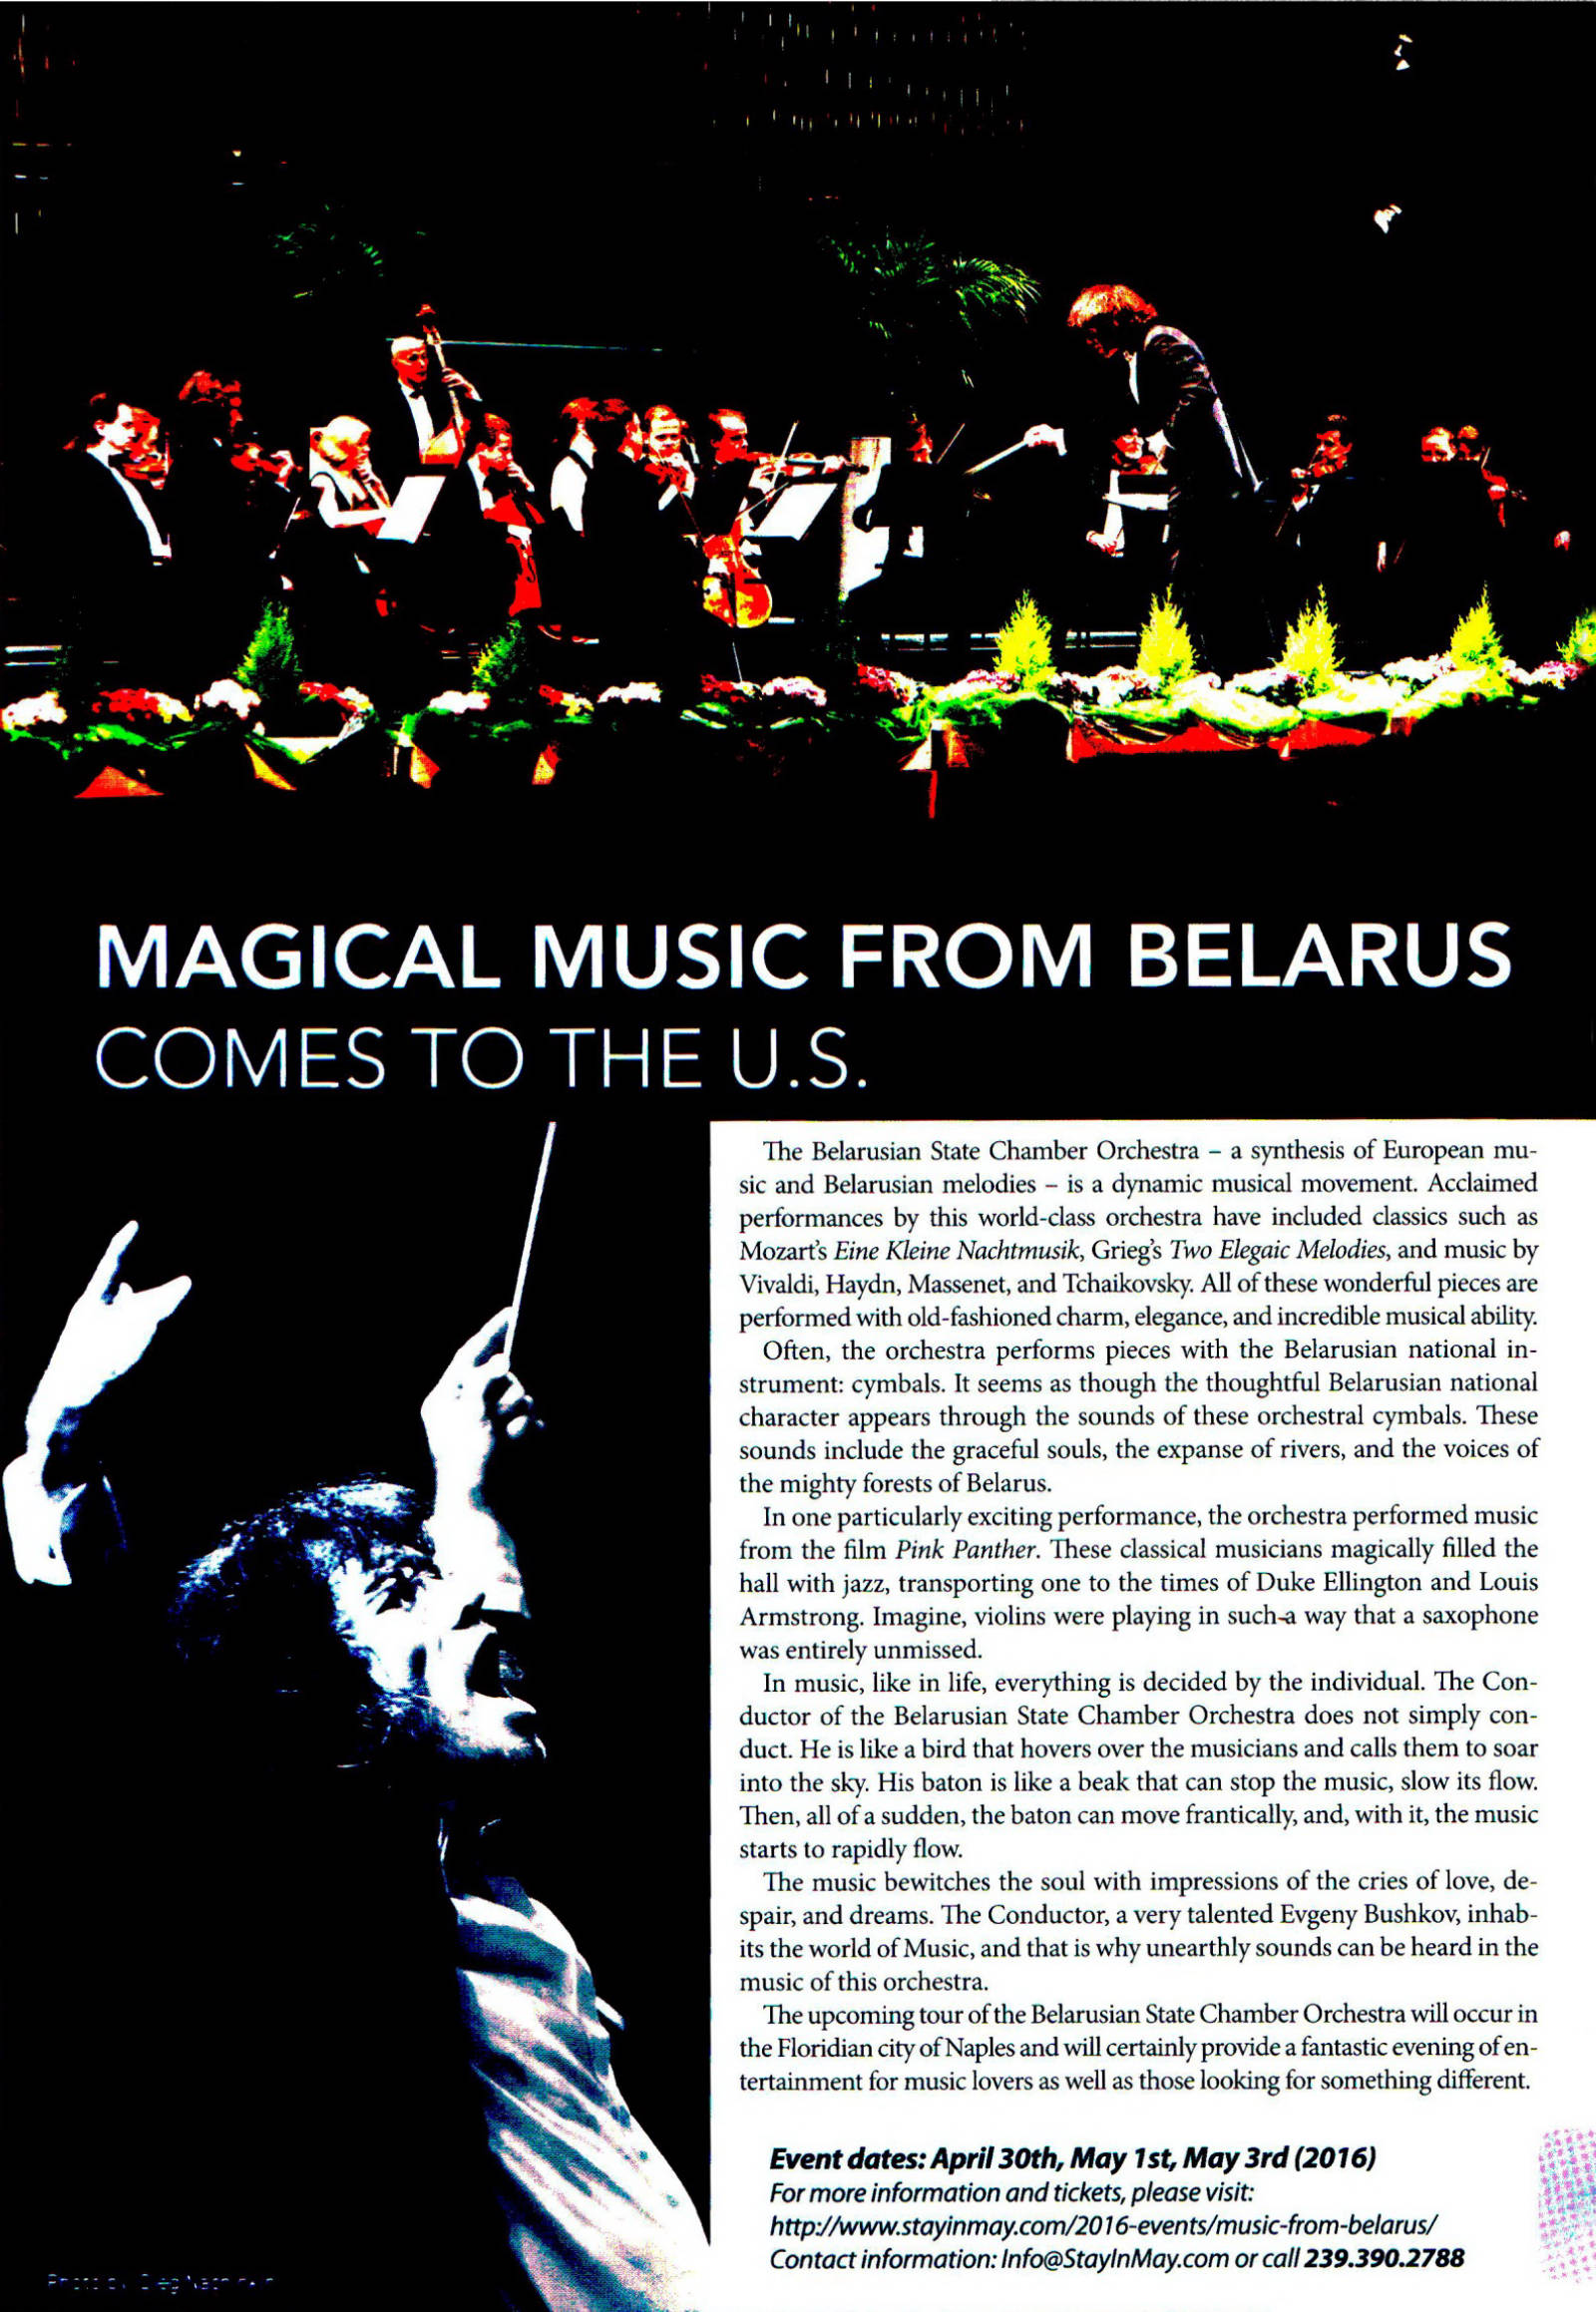 MAGICAL MUSIC FROM BELARUS
COMES TO THE U.S.
The Belarusian State Chamber Orchestra – a synthesis of European mu-
sic and Belarusian melodies – is a dynamic musical movement. Acclaimed
performances by this world-class orchestra have included classics such as
Mozart's Eine Kleine Nachtmusik, Grieg's Two Elegaic Melodies, and music by
Vivaldi, Haydn, Massenet, and Tchaikovsky. All of these wonderful pieces are
performed with old-fashioned charm, elegance, and incredible musical ability.
Often, the orchestra performs pieces with the Belarusian national in-
strument: cymbals. It seems as though the thoughtful Belarusian national
character appears through the sounds of these orchestral cymbals. These
sounds include the graceful souls, the expanse of rivers, and the voices of
the mighty forests of Belarus.
In one particularly exciting performance, the orchestra performed music
from the film Pink Panther. These classical musicians magically filled the
hall with jazz, transporting one to the times of Duke Ellington and Louis
Armstrong. Imagine, violins were playing in such a way that a saxophone
was entirely unmissed.
In music, like in life, everything is decided by the individual. The Con-
ductor of the Belarusian State Chamber Orchestra does not simply con-
duct. He is like a bird that hovers over the musicians and calls them to soar
into the sky. His baton is like a beak that can stop the music, slow its flow.
Then, all of a sudden, the baton can move frantically, and, with it, the music
starts to rapidly flow.
The music bewitches the soul with impressions of the cries of love, de-
spair, and dreams. The Conductor, a very talented Evgeny Bushkov, inhab-
its the world of Music, and that is why unearthly sounds can be heard in the
music of this orchestra.
The upcoming tour of the Belarusian State Chamber Orchestra will occur in
the Floridian city of Naples and will certainly provide a fantastic evening of en-
tertainment for music lovers as well as those looking for something different.
Event dates: April 30th, May 1st, May 3rd (2016)
For more information and tickets, please visit:
http://www.stayinmay.com/2016-events/music-from-belarus/
Contact information: Info@StayInMay.com or call 239.390.2788